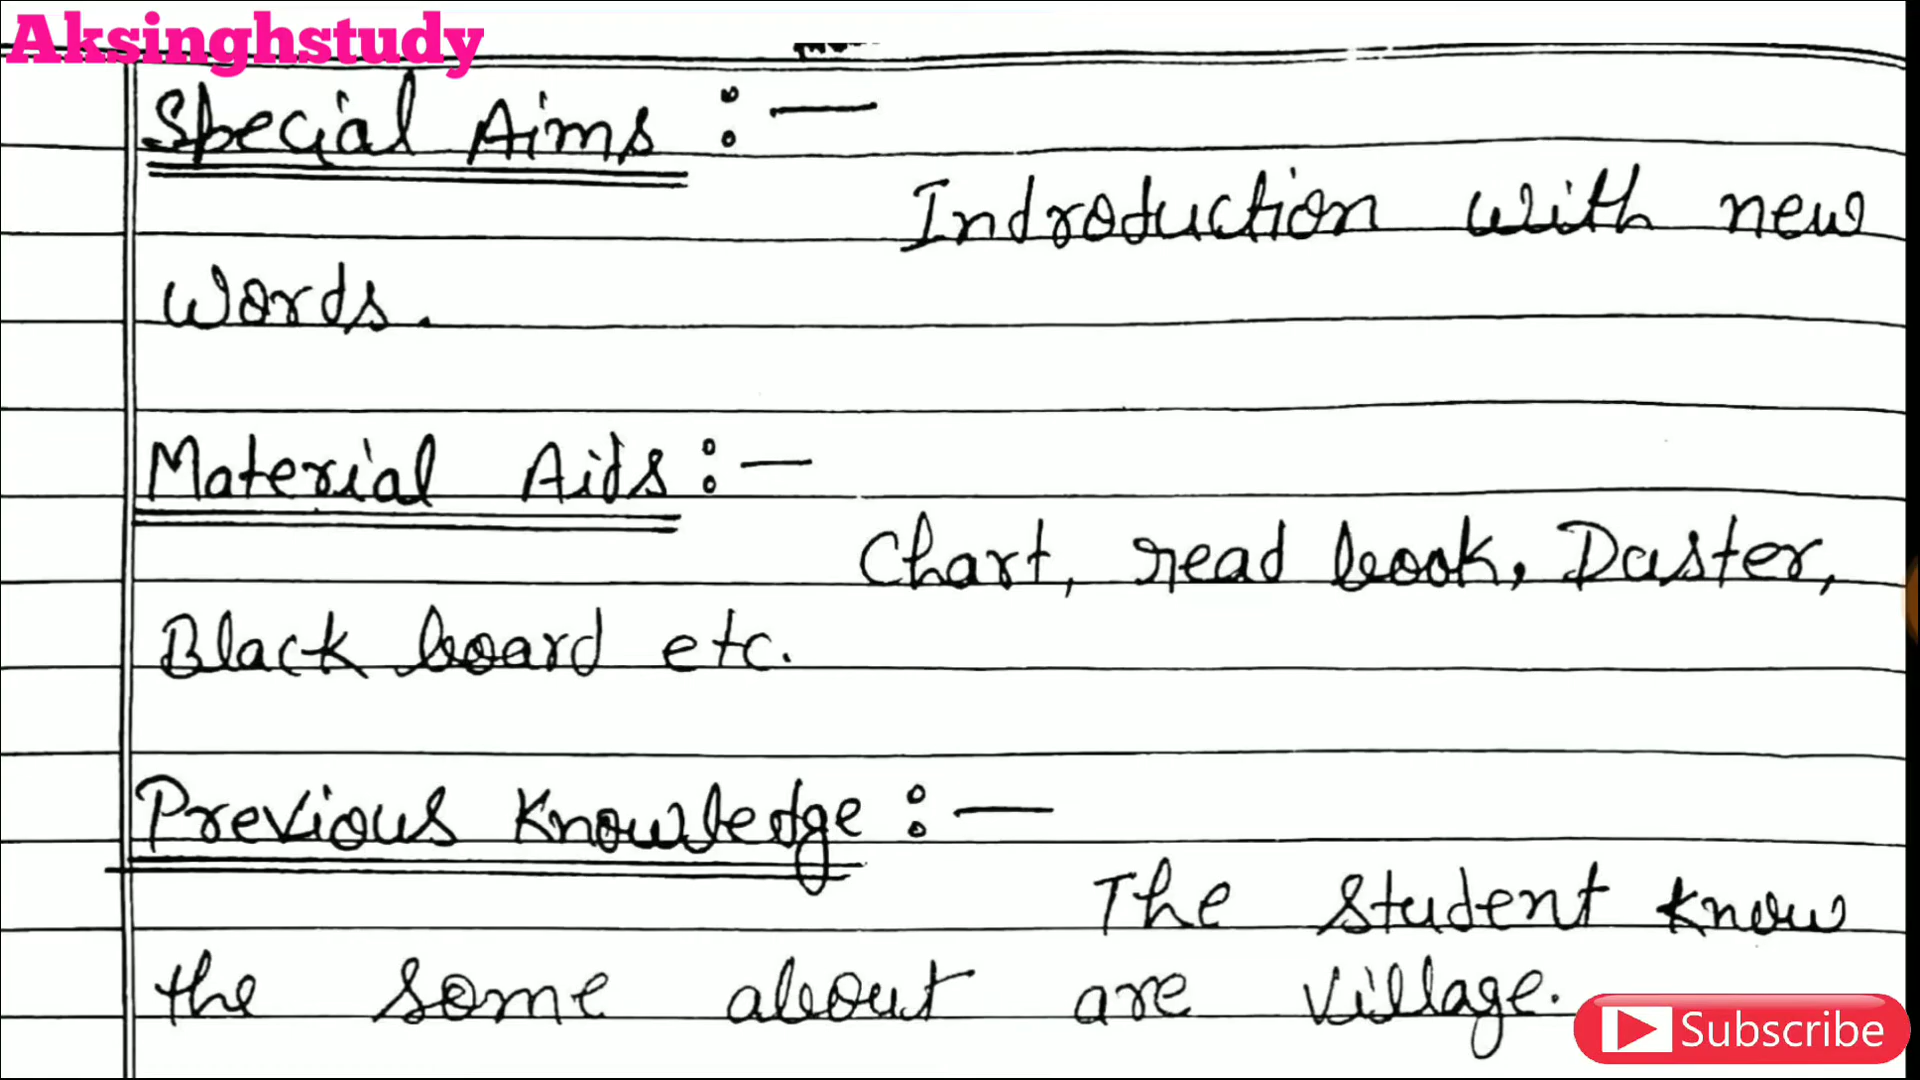 Aksinghstudy
Special Aims :—
Indroduction with new
words.
Material Aids :—
Chart, read book, Duster,
Black board etc.
Previous Knowledge :—
The student know
the some about are village.
Subscribe